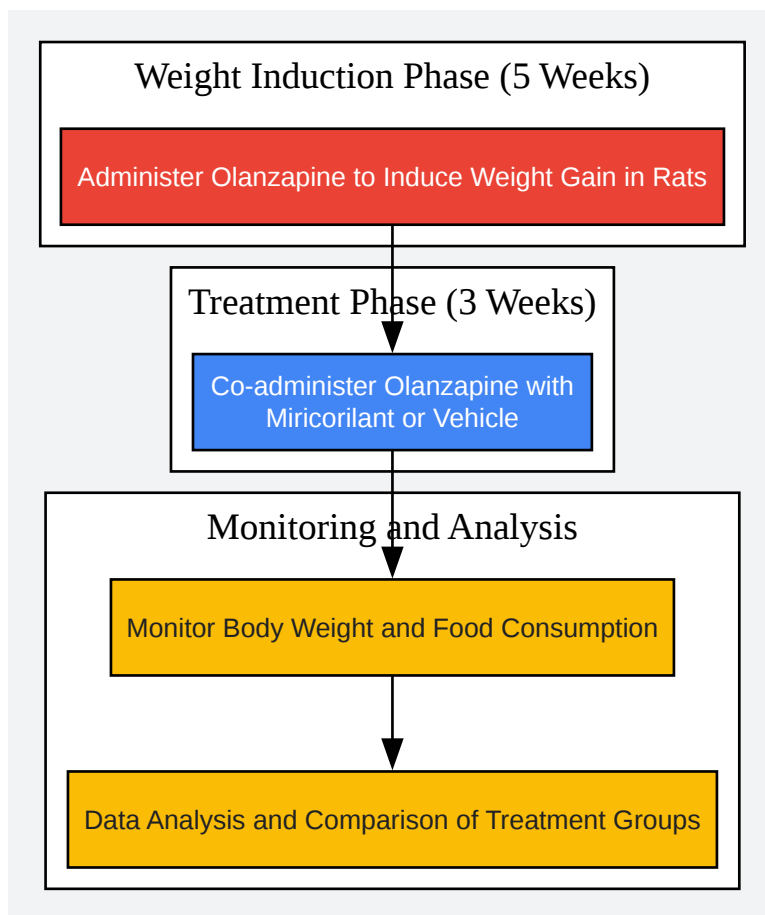 Weight Induction Phase (5 Weeks)
Administer Olanzapine to Induce Weight Gain in Rats
Treatment Phase (3 Weeks)
Co-administer Olanzapine with
Miricorilant or Vehicle
Monitoring and Analysis
Monitor Body Weight and Food Consumption
Data Analysis and Comparison of Treatment Groups